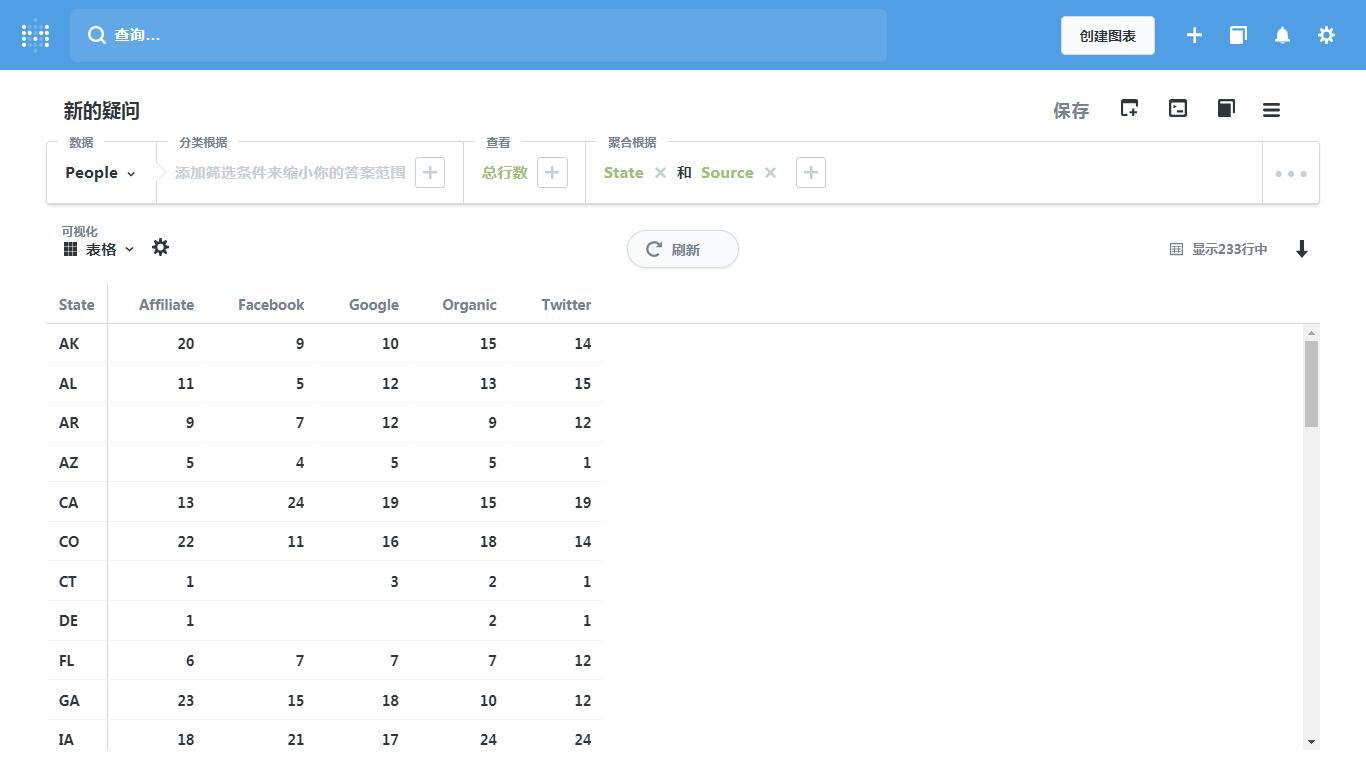 查询...
创建图表
新的疑问
保存
数据 分类根据 查看 聚合根据
People 添加筛选条件来缩小你的答案范围 总行数 State 和 Source
可视化
表格 刷新 显示233行中
State Affiliate Facebook Google Organic Twitter
AK 20 9 10 15 14
AL 11 5 12 13 15
AR 9 7 12 9 12
AZ 5 4 5 5 1
CA 13 24 19 15 19
CO 22 11 16 18 14
CT 1 3 2 1
DE 1 2 1
FL 6 7 7 7 12
GA 23 15 18 10 12
IA 18 21 17 24 24